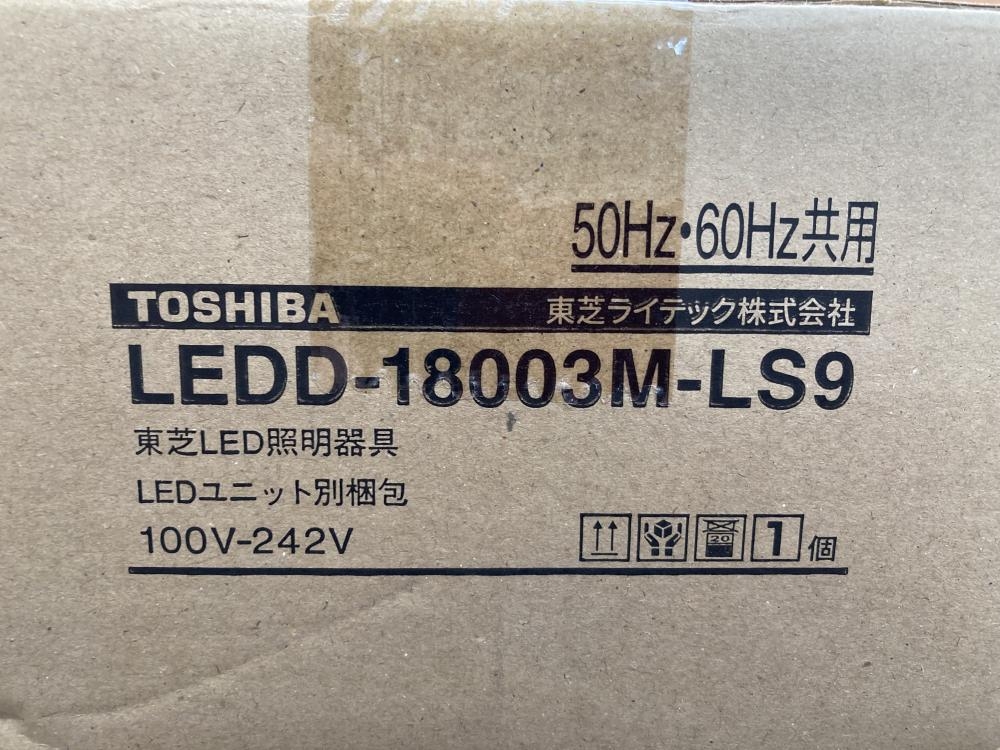 50Hz・60Hz共用
TOSHIBA 東芝ライテック株式会社
LEDD-18003M-LS9
東芝LED照明器具
LEDユニット別梱包
100V-242V
20
1個